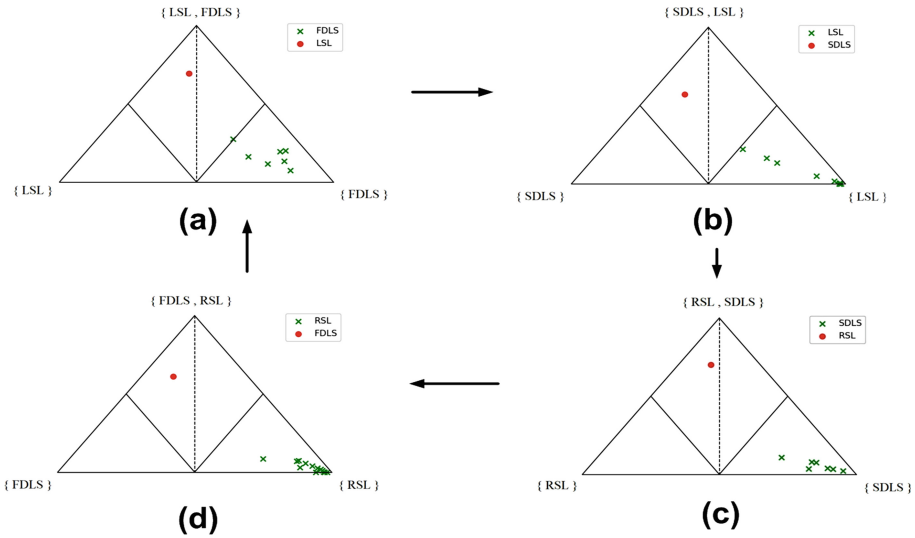 { LSL , FDLS }
FDLS
LSL
{ LSL }
{ FDLS }
(a)
{ SDLS , LSL }
LSL
SDLS
{ SDLS }
{ LSL }
(b)
{ FDLS , RSL }
RSL
FDLS
{ FDLS }
{ RSL }
(d)
{ RSL , SDLS }
SDLS
RSL
{ RSL }
{ SDLS }
(c)